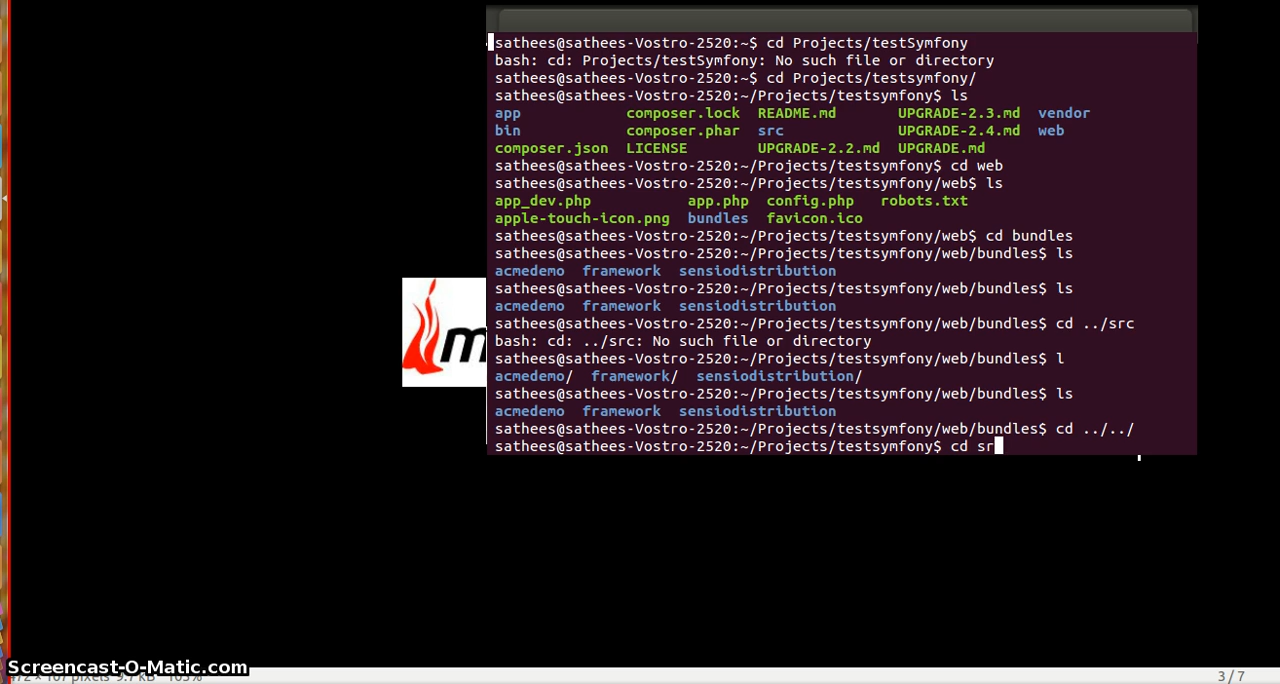 sathees@sathees-Vostro-2520:~$ cd Projects/testSymfony
bash: cd: Projects/testSymfony: No such file or directory
sathees@sathees-Vostro-2520:~$ cd Projects/testsymfony/
sathees@sathees-Vostro-2520:~/Projects/testsymfony$ ls
app composer.lock README.md UPGRADE-2.3.md vendor
bin composer.phar src UPGRADE-2.4.md web
composer.json LICENSE UPGRADE-2.2.md UPGRADE.md
sathees@sathees-Vostro-2520:~/Projects/testsymfony$ cd web
sathees@sathees-Vostro-2520:~/Projects/testsymfony/web$ ls
app_dev.php app.php config.php robots.txt
apple-touch-icon.png bundles favicon.ico
sathees@sathees-Vostro-2520:~/Projects/testsymfony/web$ cd bundles
sathees@sathees-Vostro-2520:~/Projects/testsymfony/web/bundles$ ls
acmedemo framework sensiodistribution
sathees@sathees-Vostro-2520:~/Projects/testsymfony/web/bundles$ ls
acmedemo framework sensiodistribution
sathees@sathees-Vostro-2520:~/Projects/testsymfony/web/bundles$ cd ../src
bash: cd: ../src: No such file or directory
sathees@sathees-Vostro-2520:~/Projects/testsymfony/web/bundles$ l
acmedemo/ framework/ sensiodistribution/
sathees@sathees-Vostro-2520:~/Projects/testsymfony/web/bundles$ ls
acmedemo framework sensiodistribution
sathees@sathees-Vostro-2520:~/Projects/testsymfony/web/bundles$ cd ../../
sathees@sathees-Vostro-2520:~/Projects/testsymfony$ cd sr
m
Screencast-O-Matic.com
3 / 7